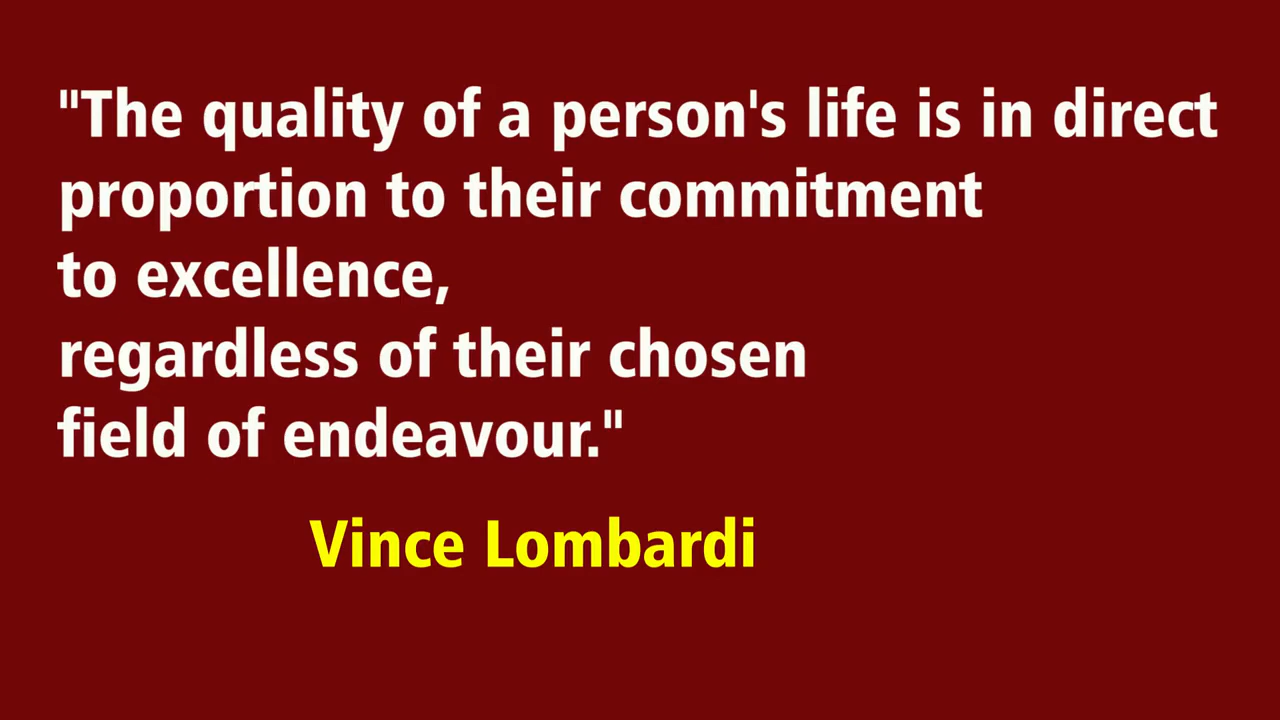 "The quality of a person's life is in direct
proportion to their commitment
to excellence,
regardless of their chosen
field of endeavour."
Vince Lombardi